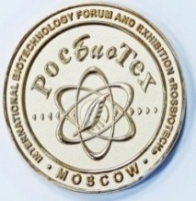 INTERNATIONAL BIOTECHNOLOGY FORUM AND EXHIBITION «ROSBIOTECH»
РосБиоТех
• MOSCOW •